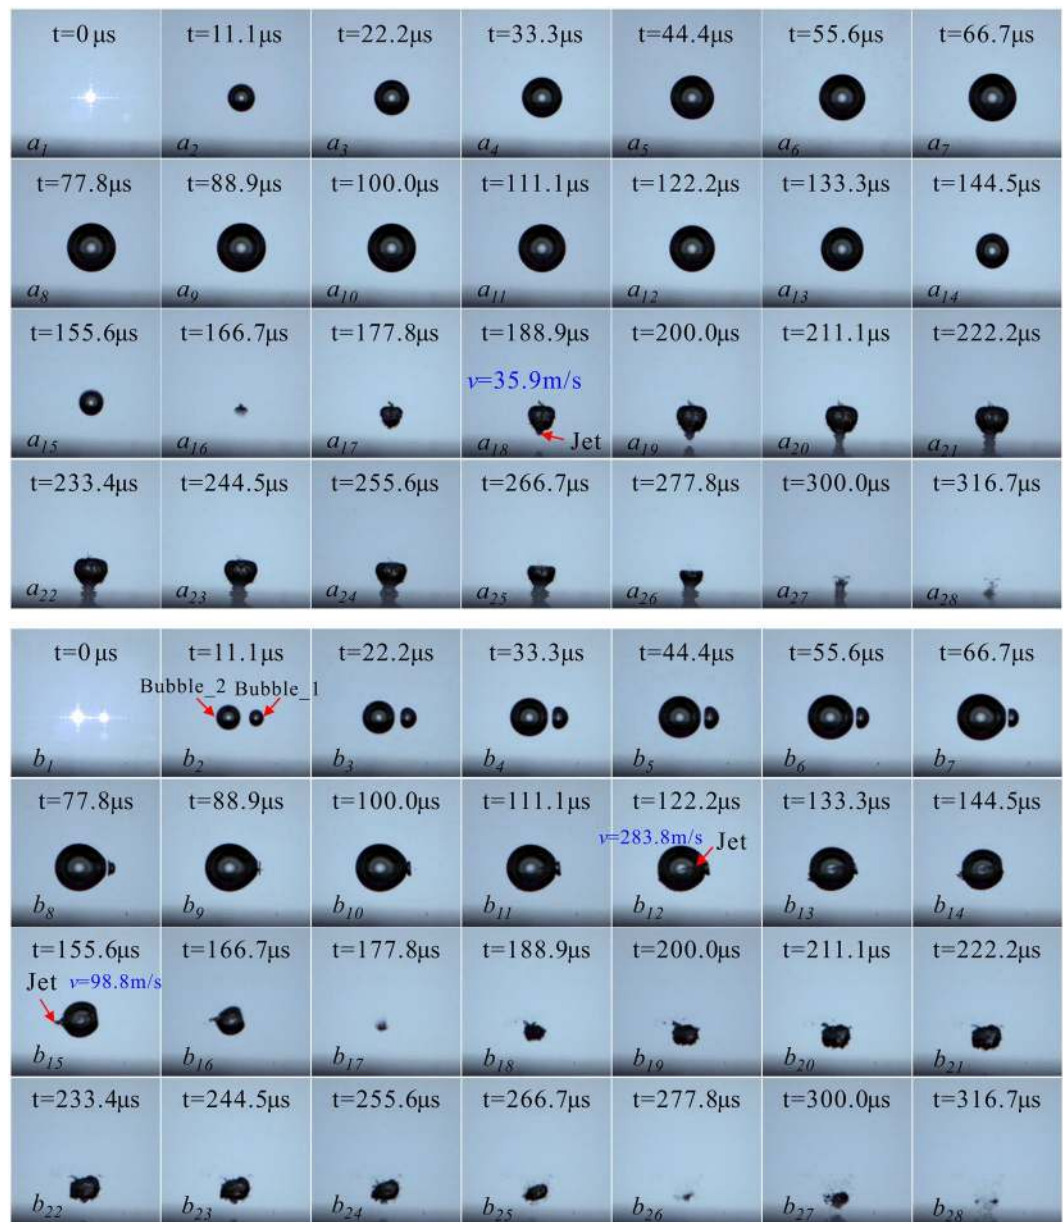 t=0 μs t=11.1μs t=22.2μs t=33.3μs t=44.4μs t=55.6μs t=66.7μs
a1 a2 a3 a4 a5 a6 a7
t=77.8μs t=88.9μs t=100.0μs t=111.1μs t=122.2μs t=133.3μs t=144.5μs
a8 a9 a10 a11 a12 a13 a14
t=155.6μs t=166.7μs t=177.8μs t=188.9μs t=200.0μs t=211.1μs t=222.2μs
v=35.9m/s
Jet
a15 a16 a17 a18 a19 a20 a21
t=233.4μs t=244.5μs t=255.6μs t=266.7μs t=277.8μs t=300.0μs t=316.7μs
a22 a23 a24 a25 a26 a27 a28
t=0 μs t=11.1μs t=22.2μs t=33.3μs t=44.4μs t=55.6μs t=66.7μs
Bubble_2 Bubble_1
b1 b2 b3 b4 b5 b6 b7
t=77.8μs t=88.9μs t=100.0μs t=111.1μs t=122.2μs t=133.3μs t=144.5μs
v=283.8m/s Jet
b8 b9 b10 b11 b12 b13 b14
t=155.6μs t=166.7μs t=177.8μs t=188.9μs t=200.0μs t=211.1μs t=222.2μs
Jet v=98.8m/s
b15 b16 b17 b18 b19 b20 b21
t=233.4μs t=244.5μs t=255.6μs t=266.7μs t=277.8μs t=300.0μs t=316.7μs
b22 b23 b24 b25 b26 b27 b28